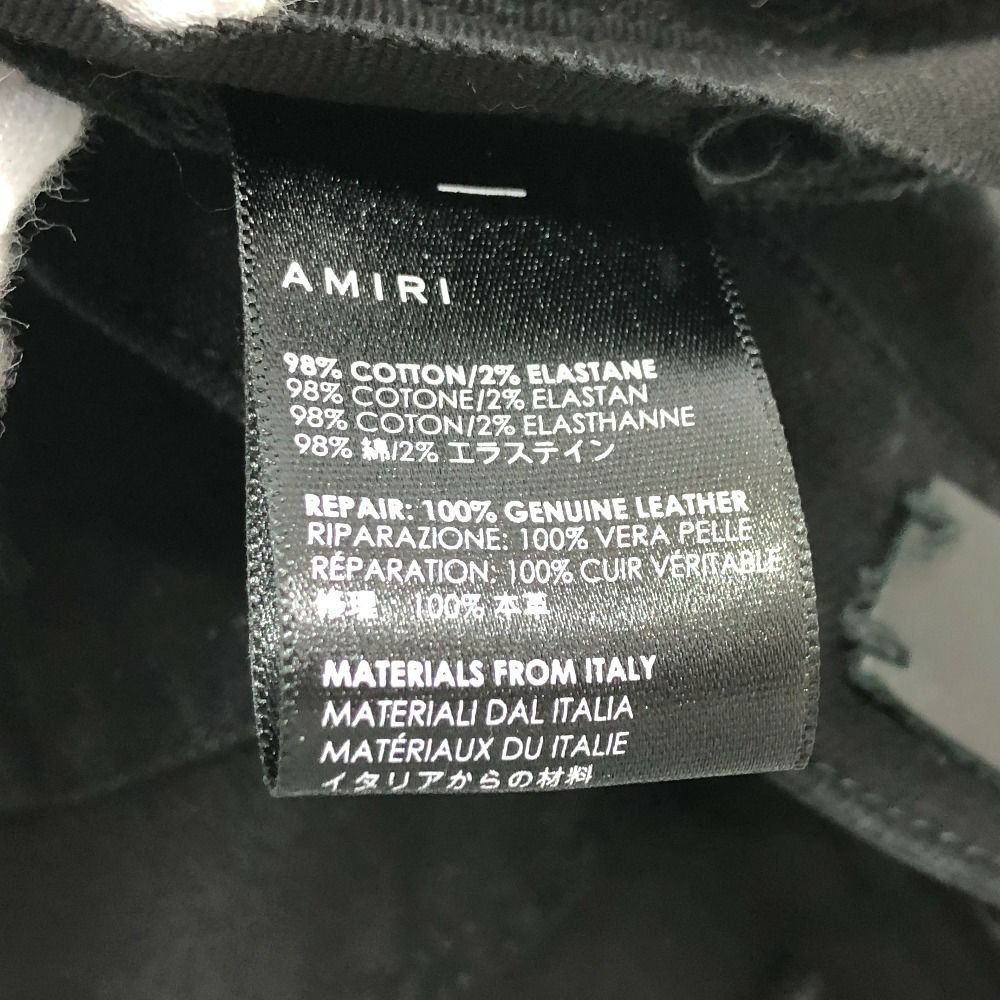 AMIRI
98% COTTON/2% ELASTANE
98% COTONE/2% ELASTAN
98% COTON/2% ELASTHANNE
98% 綿/2% エラステイン
REPAIR: 100% GENUINE LEATHER
RIPARAZIONE: 100% VERA PELLE
RÉPARATION: 100% CUIR VÉRITABLE
修理 100% 本革
MATERIALS FROM ITALY
MATERIALI DAL ITALIA
MATÉRIAUX DU ITALIE
イタリアからの材料